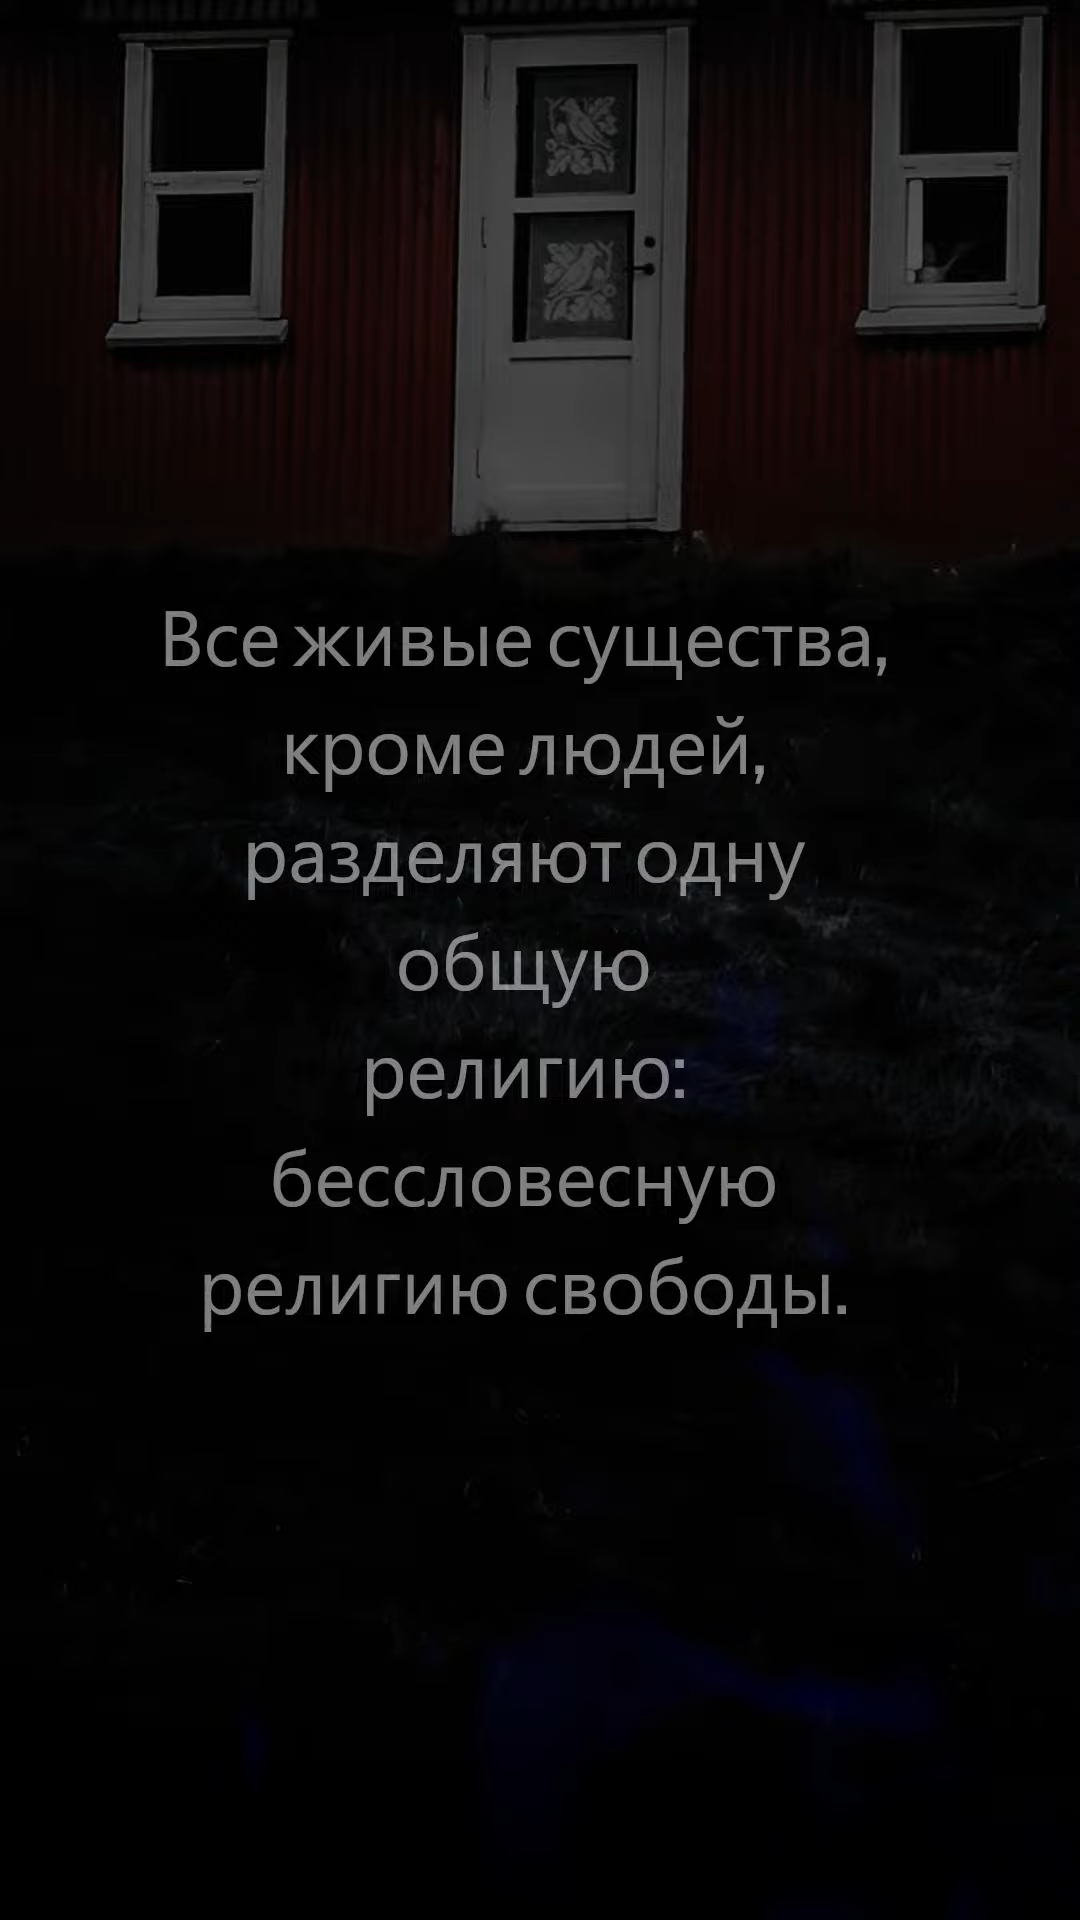 Все живые существа,
кроме людей,
разделяют одну
общую
религию:
бессловесную
религию свободы.